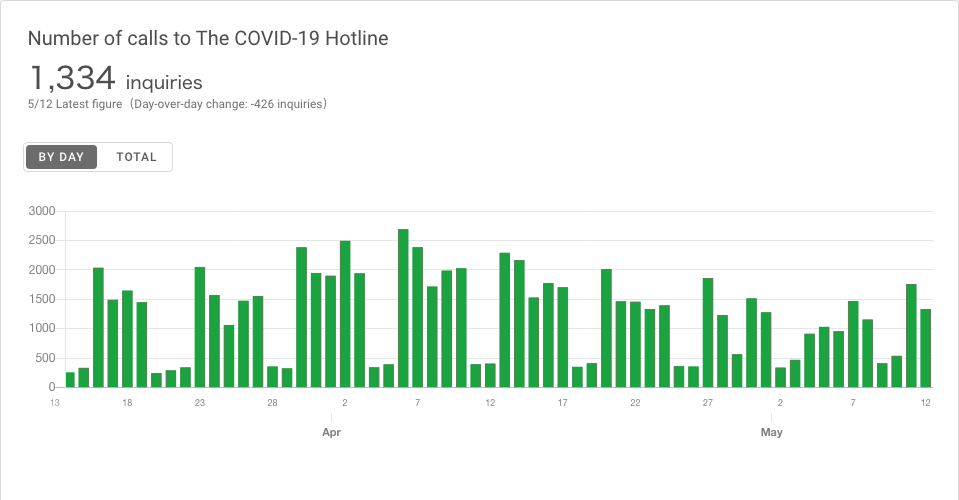 Number of calls to The COVID-19 Hotline
1,334 inquiries
5/12 Latest figure（Day-over-day change: -426 inquiries）
BY DAY TOTAL
3000
2500
2000
1500
1000
500
0
13 18 23 28 2 7 12 17 22 27 2 7 12
Apr May